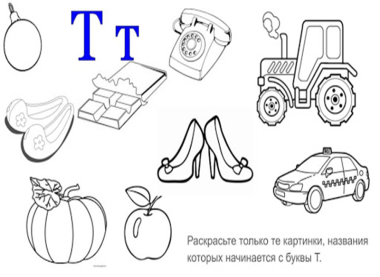 Т т
Раскрасьте только те картинки, названия
которых начинается с буквы Т.